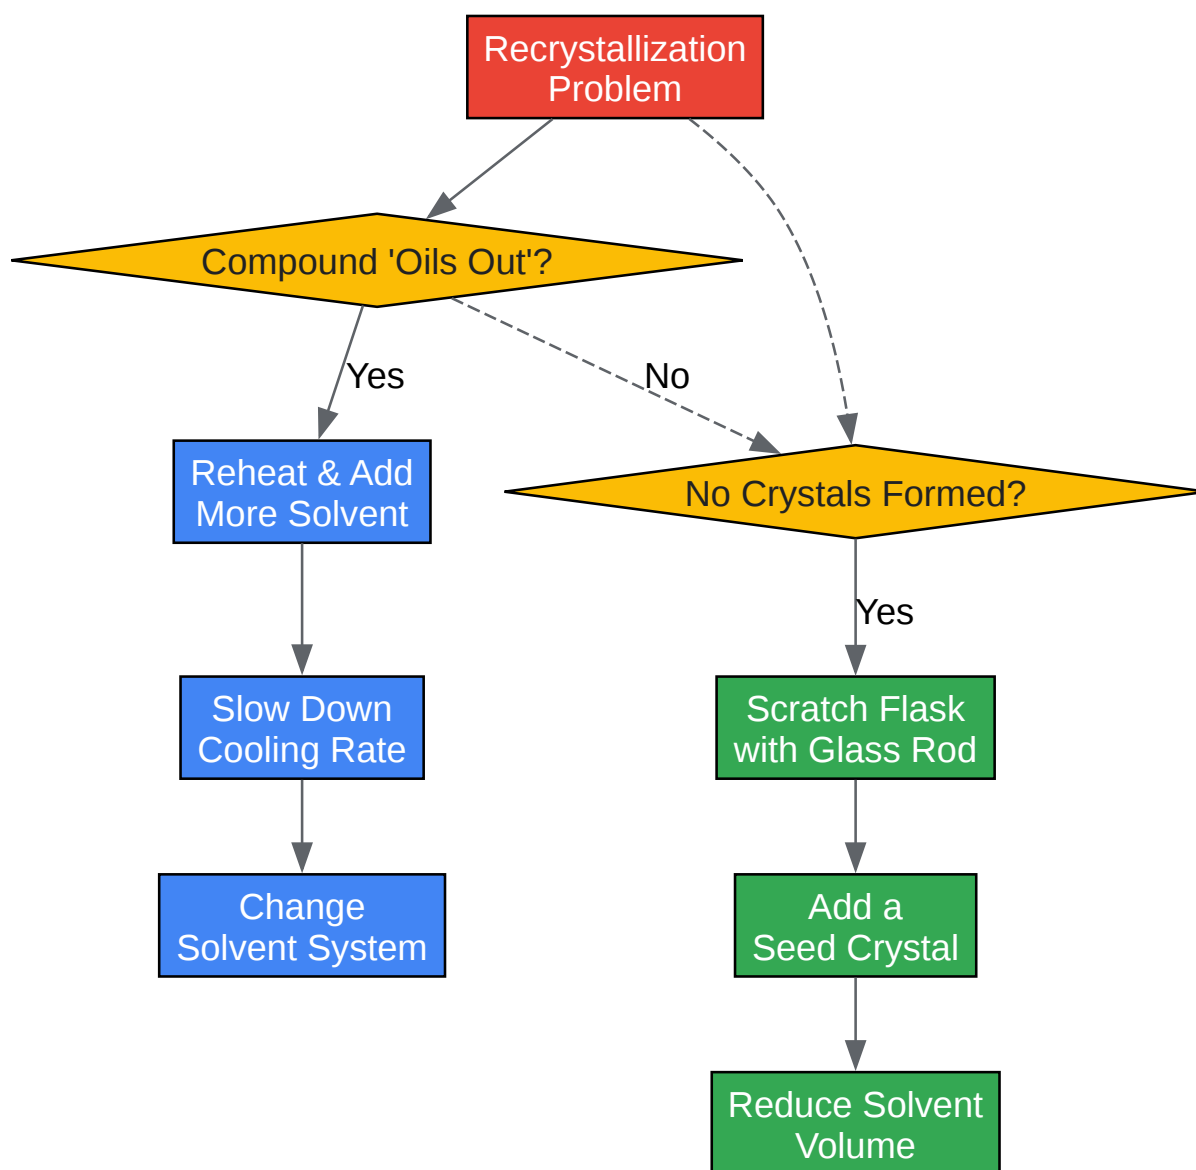 Recrystallization
Problem
Compound 'Oils Out'?
Yes
No
Reheat & Add
More Solvent
No Crystals Formed?
Yes
Slow Down
Cooling Rate
Scratch Flask
with Glass Rod
Change
Solvent System
Add a
Seed Crystal
Reduce Solvent
Volume